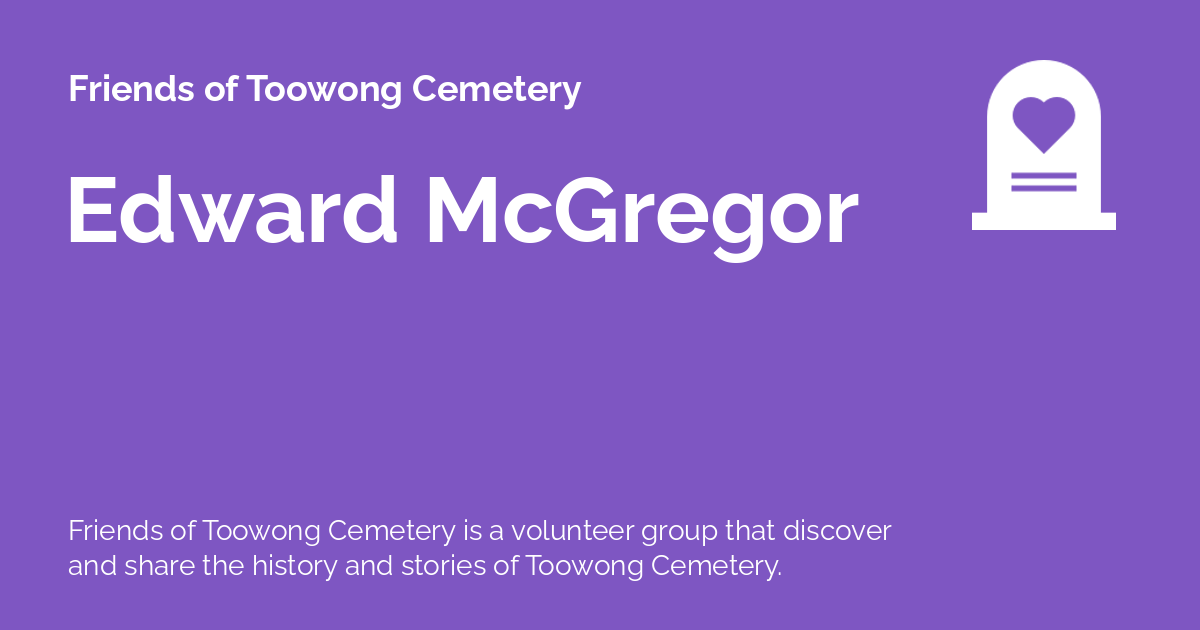 Friends of Toowong Cemetery
Edward McGregor
Friends of Toowong Cemetery is a volunteer group that discover
and share the history and stories of Toowong Cemetery.